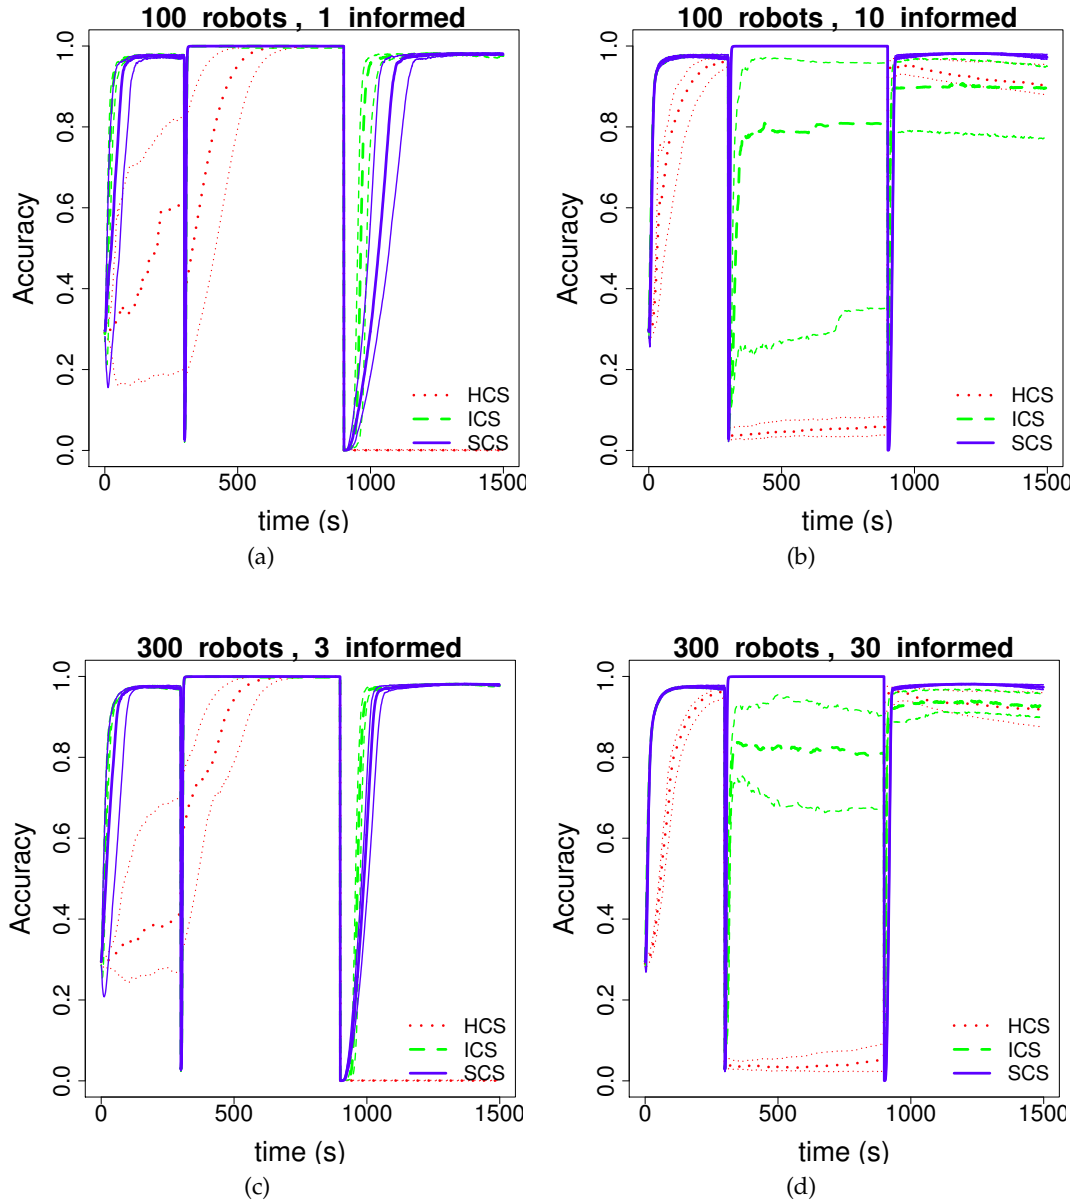 100 robots , 1 informed
Accuracy
1.0
0.8
0.6
0.4
0.2
0.0
HCS
ICS
SCS
0 500 1000 1500
time (s)
(a)
100 robots , 10 informed
Accuracy
1.0
0.8
0.6
0.4
0.2
0.0
HCS
ICS
SCS
0 500 1000 1500
time (s)
(b)
300 robots , 3 informed
Accuracy
1.0
0.8
0.6
0.4
0.2
0.0
HCS
ICS
SCS
0 500 1000 1500
time (s)
(c)
300 robots , 30 informed
Accuracy
1.0
0.8
0.6
0.4
0.2
0.0
HCS
ICS
SCS
0 500 1000 1500
time (s)
(d)